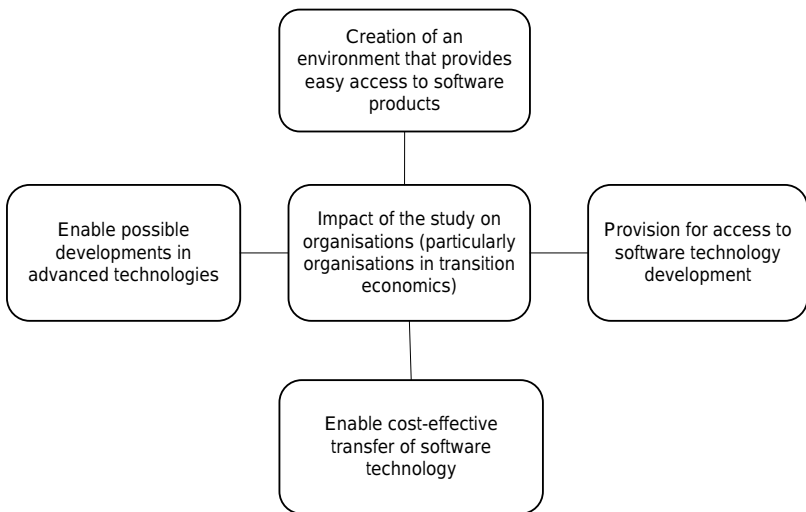 Creation of an
environment that provides
easy access to software
products
Enable possible
developments in
advanced technologies
Impact of the study on
organisations (particularly
organisations in transition
economics)
Provision for access to
software technology
development
Enable cost-effective
transfer of software
technology